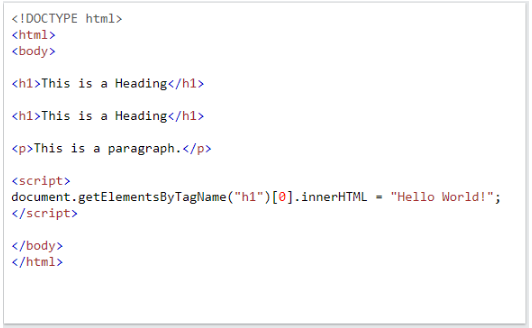 <!DOCTYPE html>
<html>
<body>
<h1>This is a Heading</h1>
<h1>This is a Heading</h1>
<p>This is a paragraph.</p>
<script>
document.getElementsByTagName("h1")[0].innerHTML = "Hello World!";
</script>
</body>
</html>